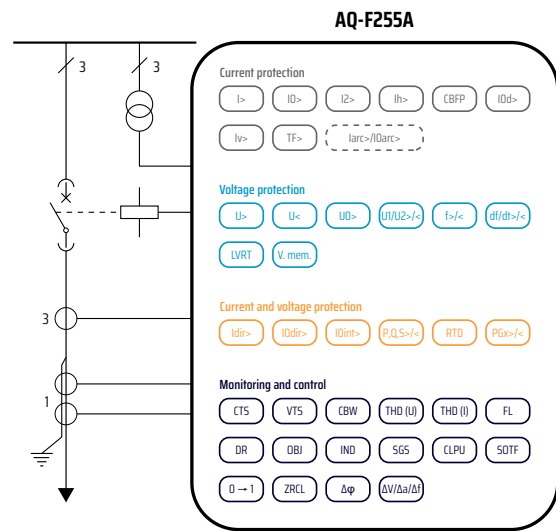 AQ-F255A
3
3
Current protection
I>
I0>
I2>
Ih>
CBFP
I0d>
Iv>
TF>
Iarc>/I0arc>
Voltage protection
U>
U<
U0>
U1/U2>/<
f>/<
df/dt>/<
LVRT
V. mem.
Current and voltage protection
3
Idir>
I0dir>
I0int>
P,Q,S>/<
RTD
PGx>/<
Monitoring and control
1
CTS
VTS
CBW
THD (U)
THD (I)
FL
DR
OBJ
IND
SGS
CLPU
SOTF
0 → 1
ZRCL
Δφ
ΔV/Δa/Δf